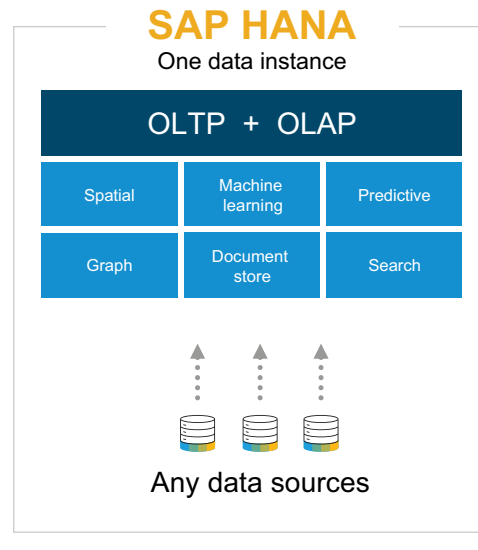 SAP HANA
One data instance
OLTP + OLAP
Spatial
Machine
learning
Predictive
Graph
Document
store
Search
Any data sources